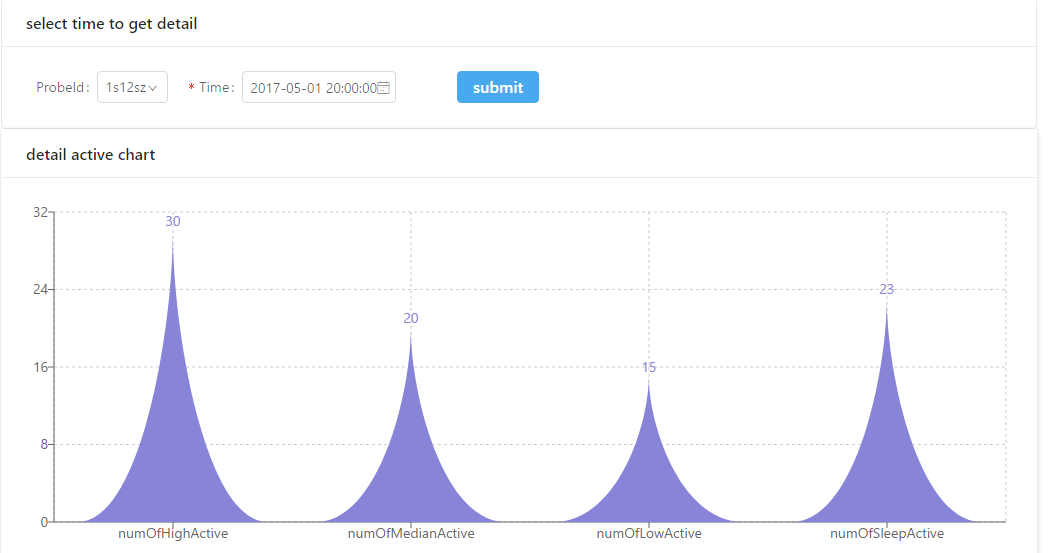 select time to get detail
ProbeId : 1s12sz * Time : 2017-05-01 20:00:00 submit
detail active chart
32
30
24
23
20
16
15
8
0
numOfHighActive numOfMedianActive numOfLowActive numOfSleepActive